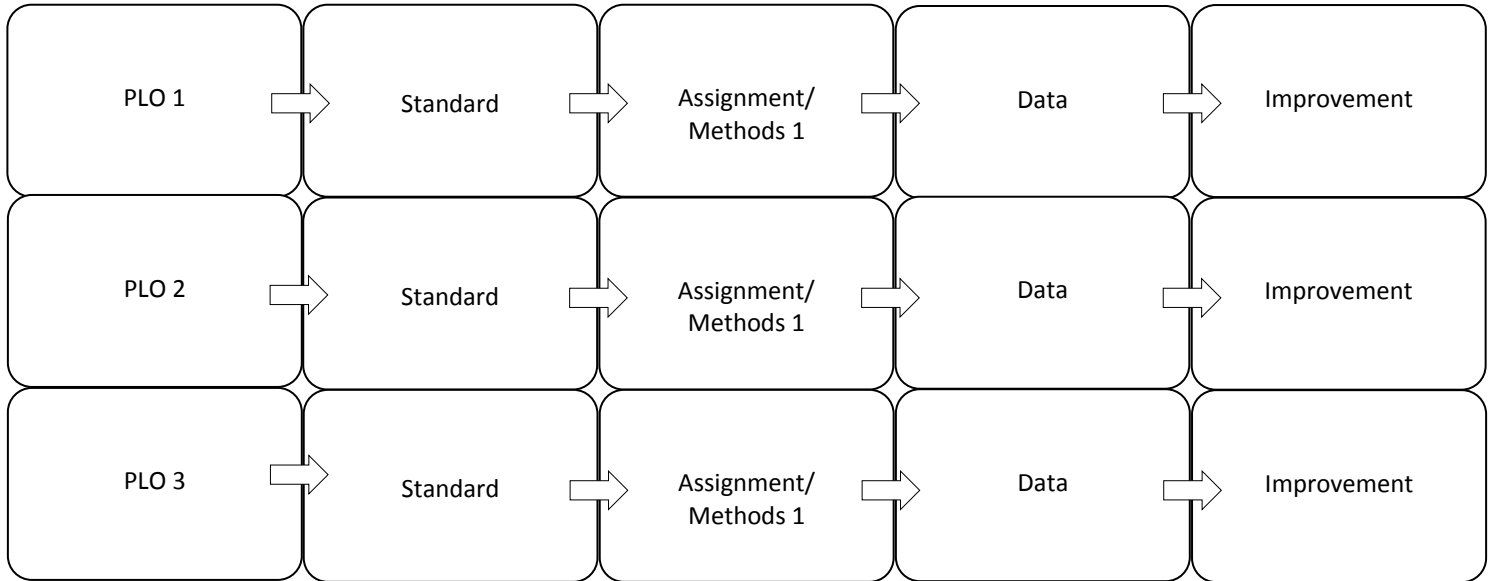 PLO 1
Standard
Assignment/
Methods 1
Data
Improvement
PLO 2
Standard
Assignment/
Methods 1
Data
Improvement
PLO 3
Standard
Assignment/
Methods 1
Data
Improvement